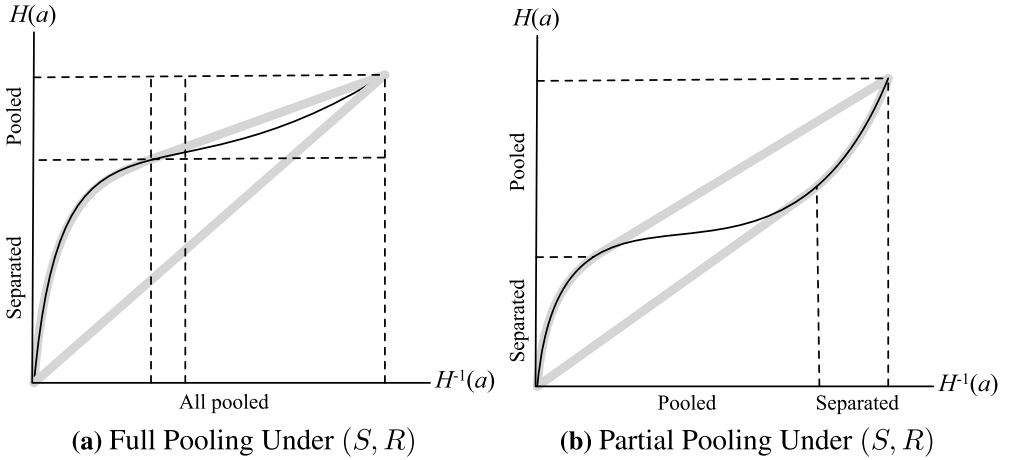 H(a)
Pooled
Separated
H⁻¹(a)
All pooled
(a) Full Pooling Under (S, R)
H(a)
Pooled
Separated
H⁻¹(a)
Pooled Separated
(b) Partial Pooling Under (S, R)